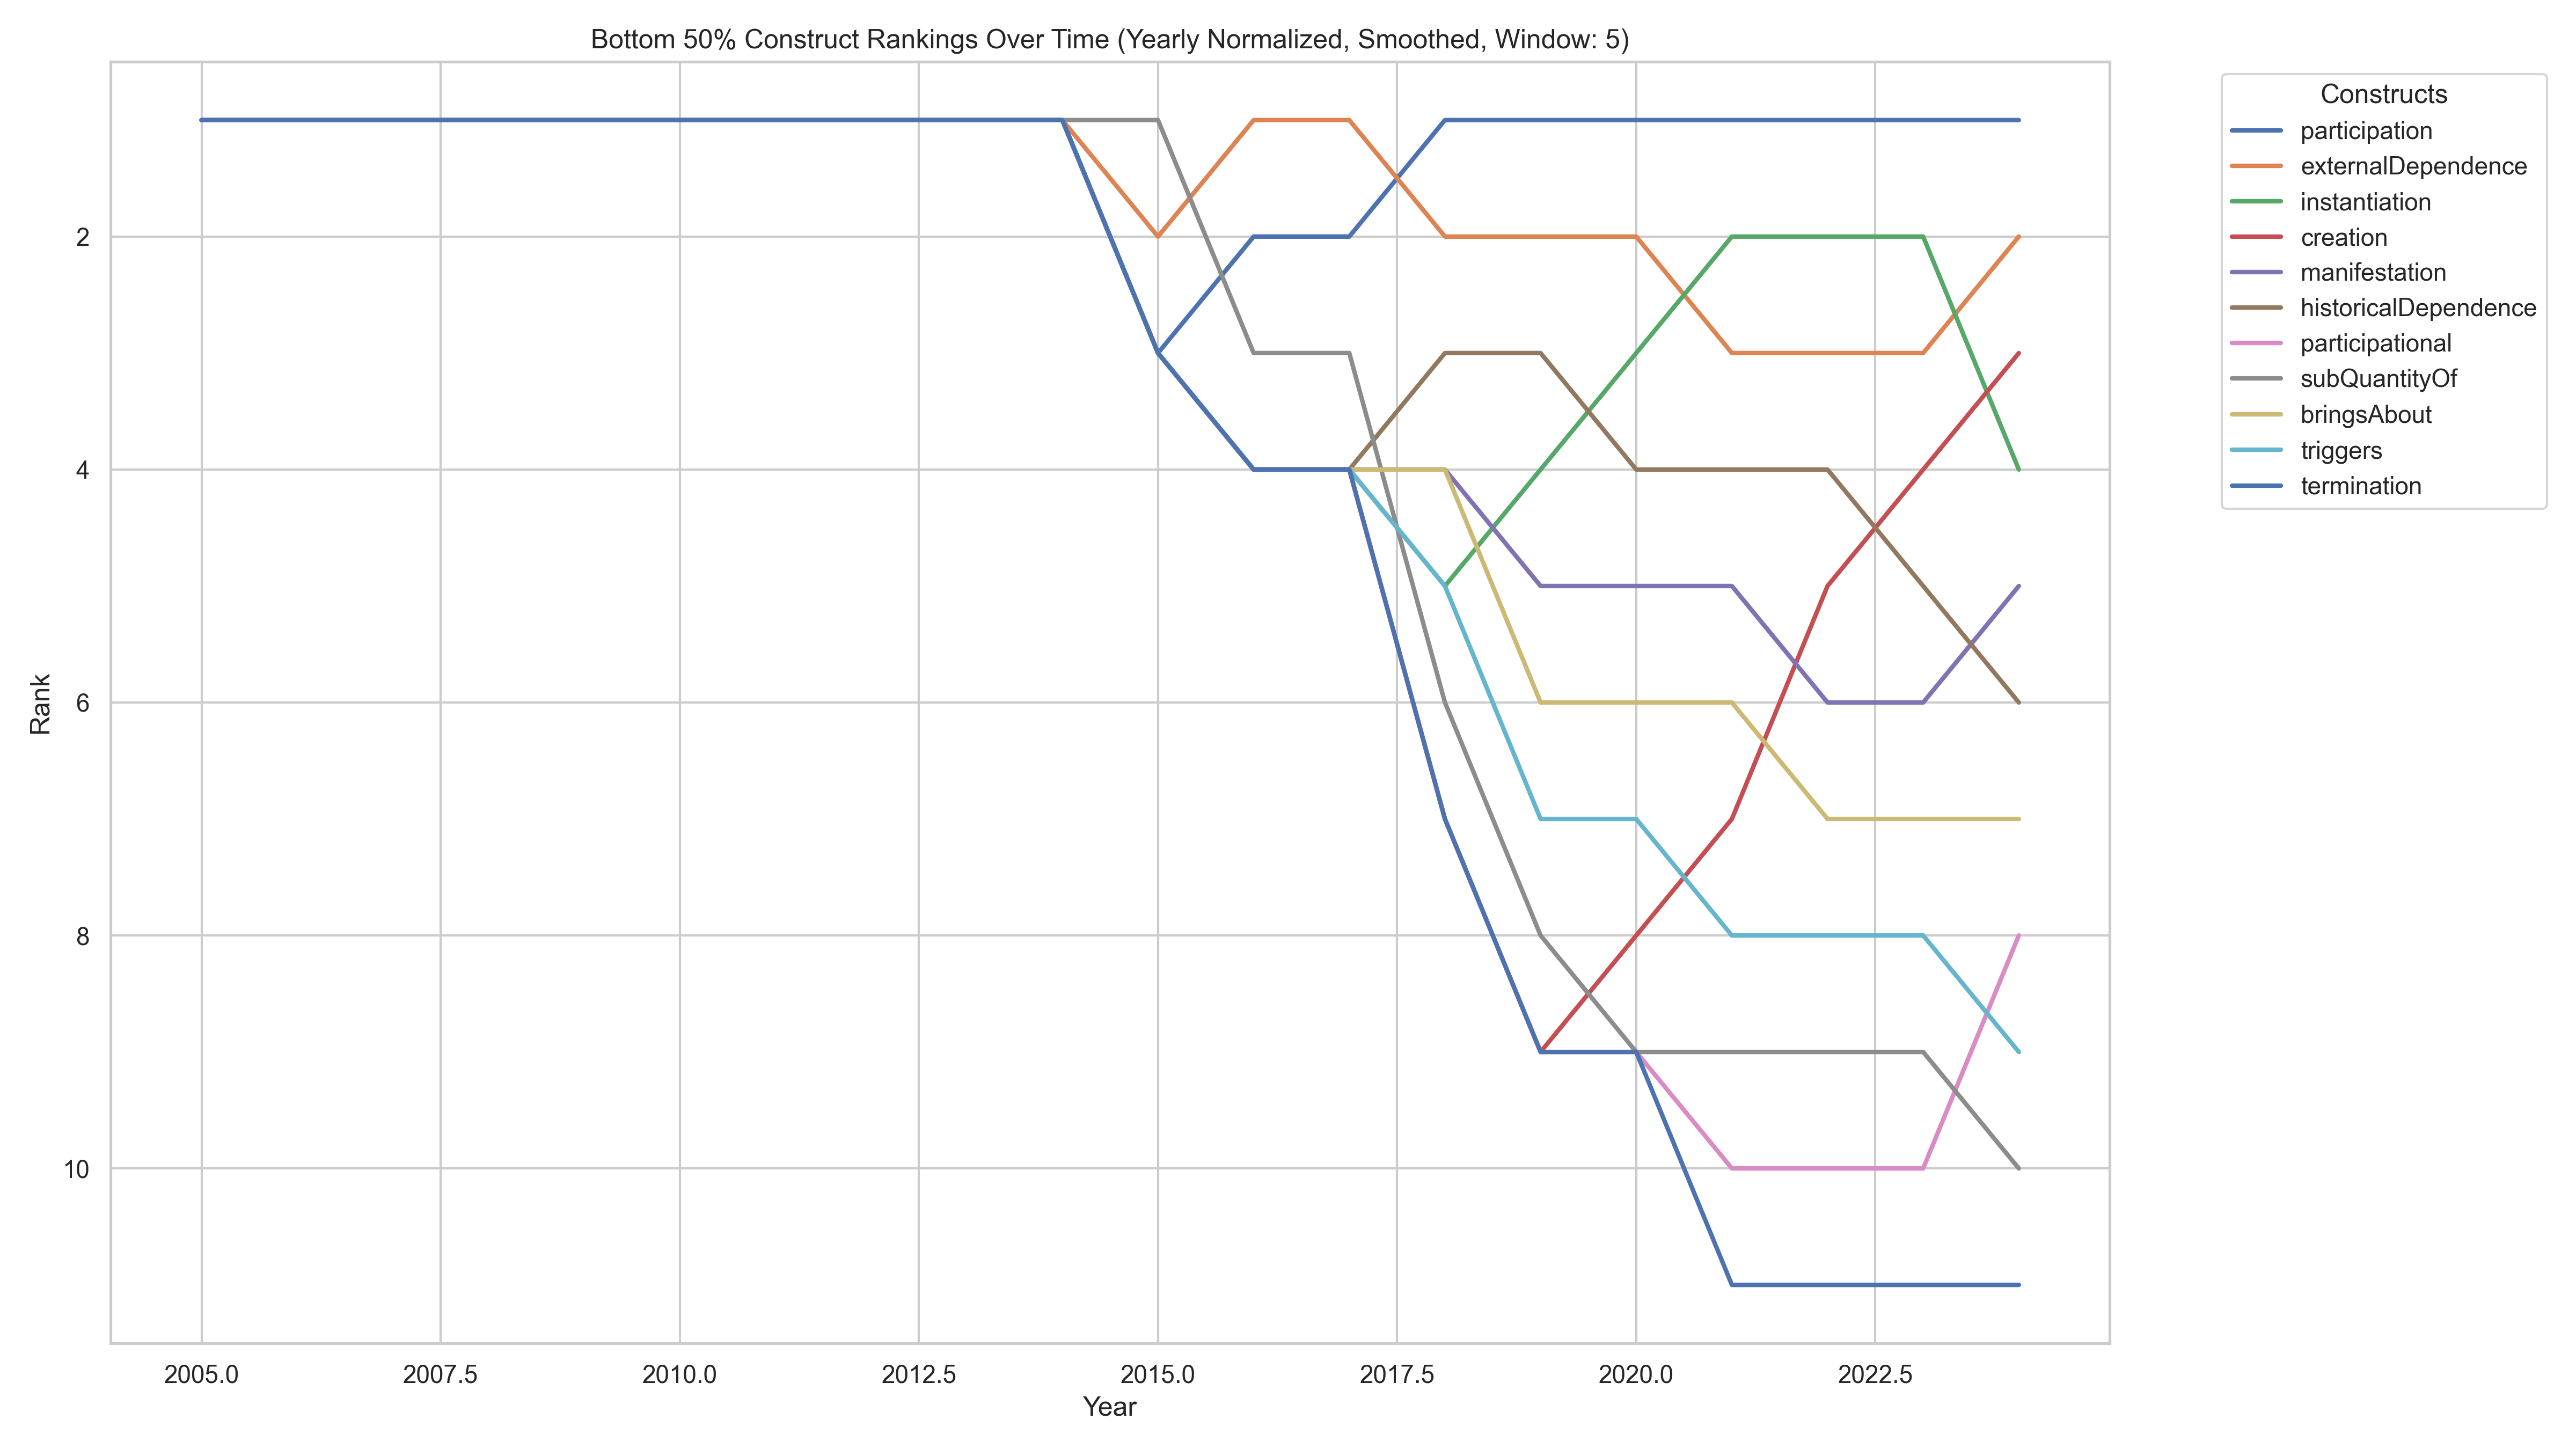 Bottom 50% Construct Rankings Over Time (Yearly Normalized, Smoothed, Window: 5)
Constructs
participation
externalDependence
instantiation
creation
manifestation
historicalDependence
participational
subQuantityOf
bringsAbout
triggers
termination
Rank
2
4
6
8
10
2005.0 2007.5 2010.0 2012.5 2015.0 2017.5 2020.0 2022.5
Year